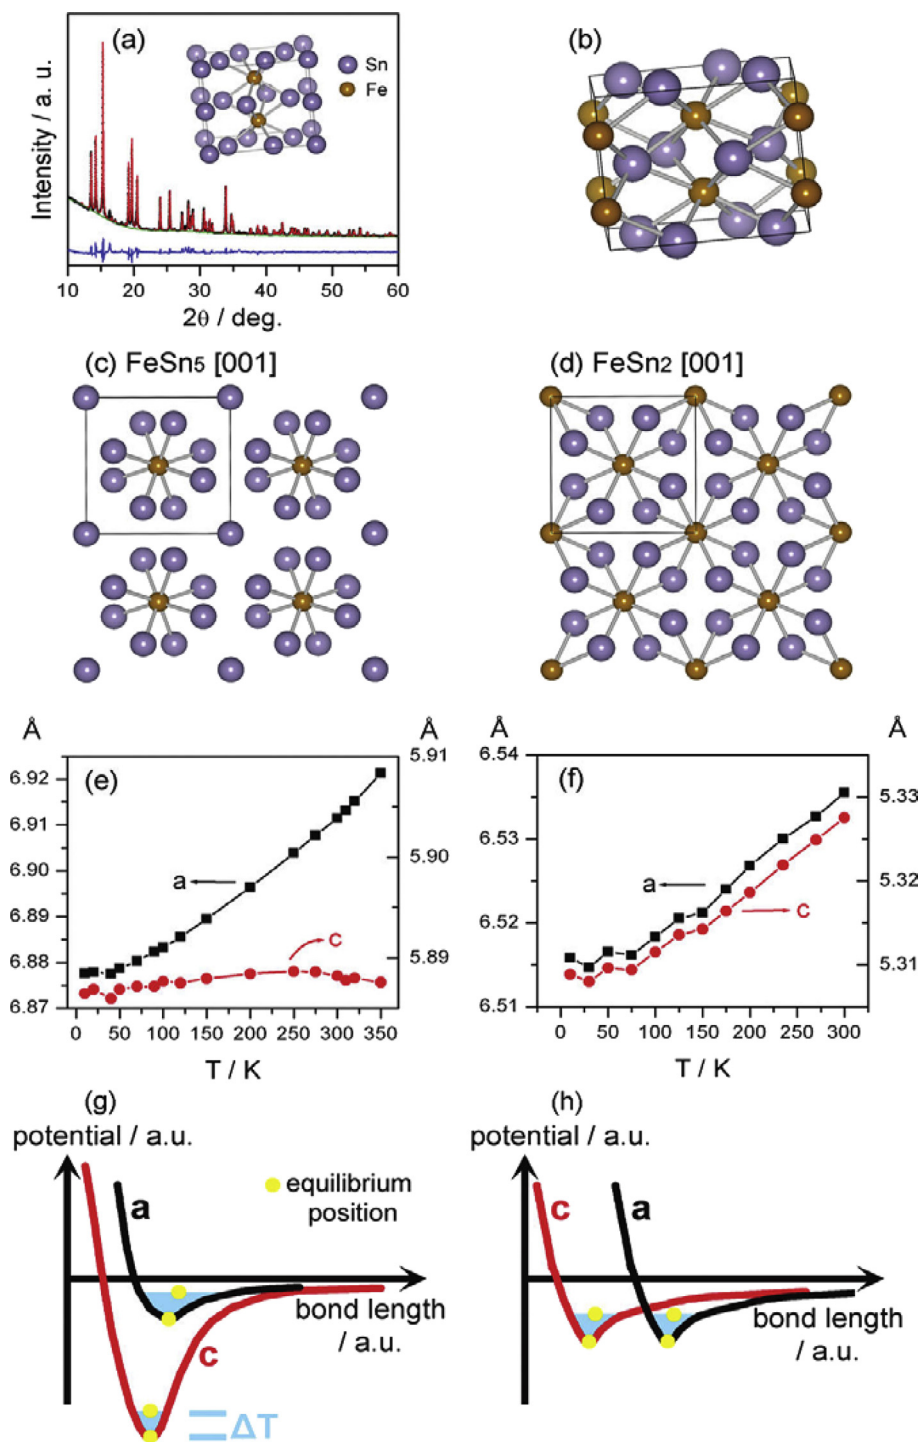 (a)
Sn
Fe
Intensity / a. u.
10 20 30 40 50 60
2θ / deg.
(b)
(c) FeSn5 [001]
(d) FeSn2 [001]
Å
Å
6.92
6.91
6.90
6.89
6.88
6.87
(e)
a
c
5.91
5.90
5.89
0 50 100 150 200 250 300 350
T / K
Å
Å
6.54
6.53
6.52
6.51
(f)
a
c
5.33
5.32
5.31
0 50 100 150 200 250 300
T / K
(g)
potential / a.u.
equilibrium
position
a
bond length
/ a.u.
c
ΔT
(h)
potential / a.u.
c
a
bond length
/ a.u.